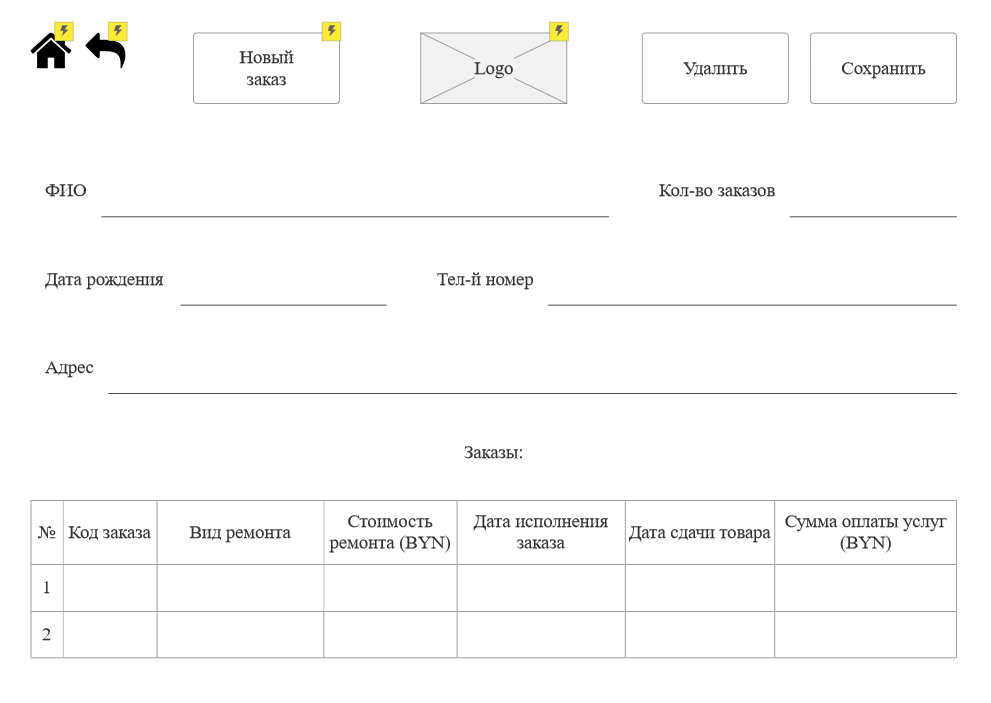 Новый
заказ
Logo
Удалить
Сохранить
ФИО
Кол-во заказов
Дата рождения
Тел-й номер
Адрес
Заказы:
№
Код заказа
Вид ремонта
Стоимость
ремонта (BYN)
Дата исполнения
заказа
Дата сдачи товара
Сумма оплаты услуг
(BYN)
1
2